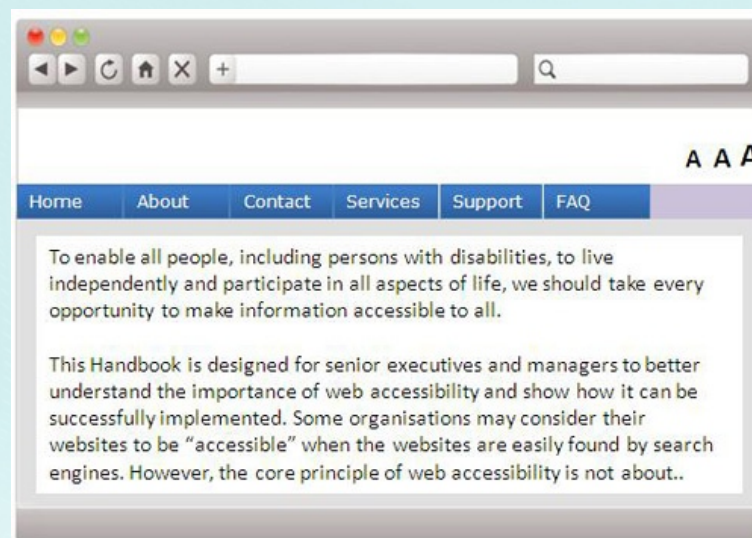 A A A
Home About Contact Services Support FAQ
To enable all people, including persons with disabilities, to live
independently and participate in all aspects of life, we should take every
opportunity to make information accessible to all.
This Handbook is designed for senior executives and managers to better
understand the importance of web accessibility and show how it can be
successfully implemented. Some organisations may consider their
websites to be “accessible” when the websites are easily found by search
engines. However, the core principle of web accessibility is not about..